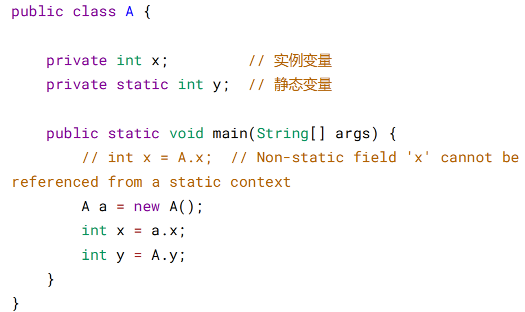 public class A {
    private int x;         // 实例变量
    private static int y;  // 静态变量
    public static void main(String[] args) {
        // int x = A.x;  // Non-static field 'x' cannot be
referenced from a static context
        A a = new A();
        int x = a.x;
        int y = A.y;
    }
}